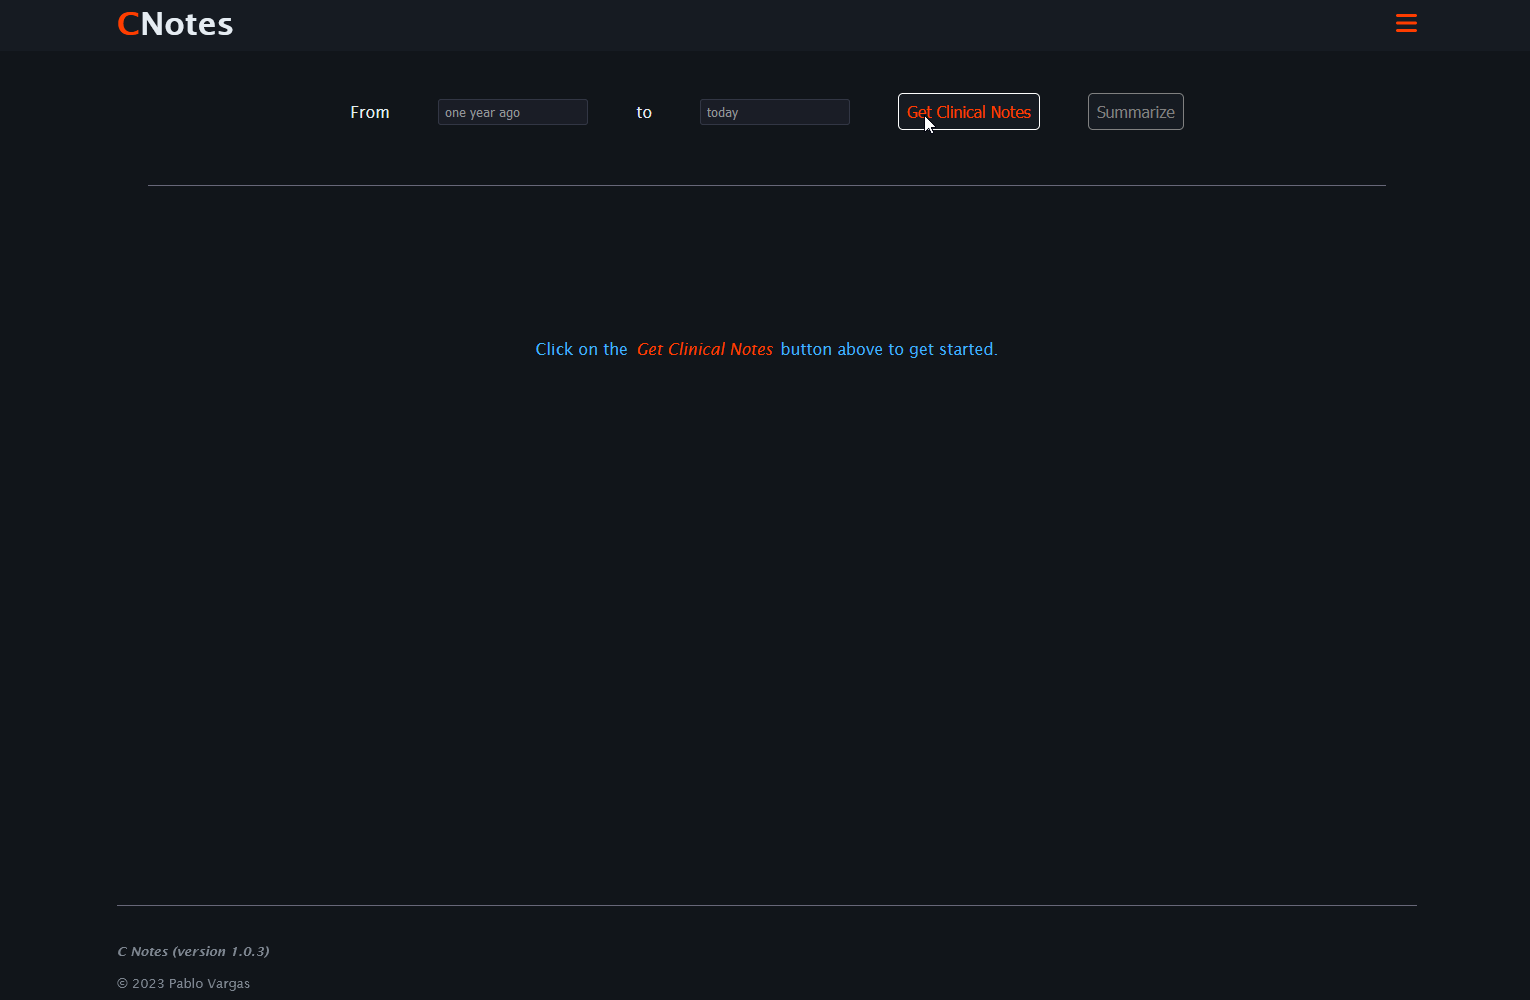 CNotes
From one year ago to today Get Clinical Notes Summarize
Click on the Get Clinical Notes button above to get started.
C Notes (version 1.0.3)
© 2023 Pablo Vargas